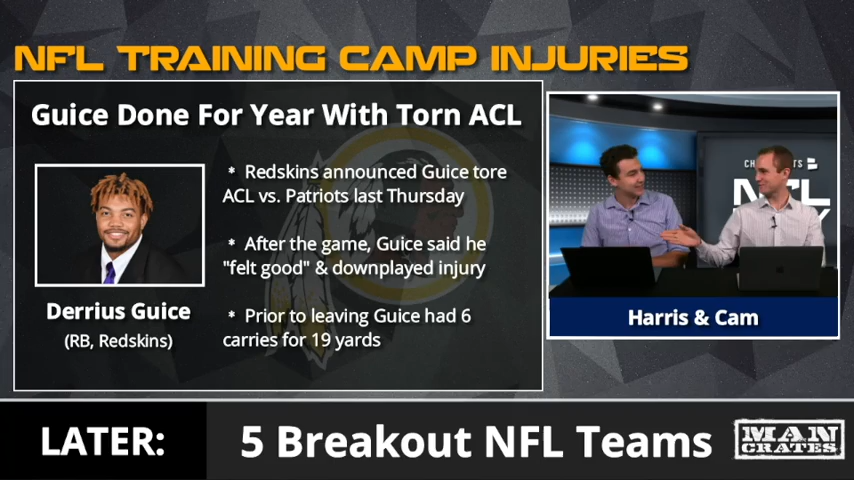 NFL TRAINING CAMP INJURIES
Guice Done For Year With Torn ACL
* Redskins announced Guice tore
ACL vs. Patriots last Thursday
* After the game, Guice said he
"felt good" & downplayed injury
* Prior to leaving Guice had 6
carries for 19 yards
Derrius Guice
(RB, Redskins)
NFL
Harris & Cam
LATER:
5 Breakout NFL Teams
MAN
CRATES